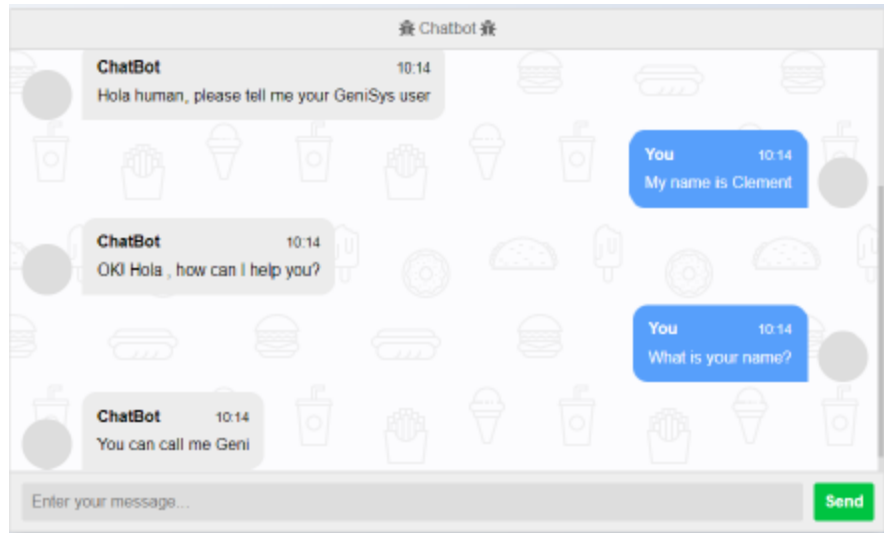 Chatbot
ChatBot 10:14
Hola human, please tell me your GeniSys user
You 10:14
My name is Clement
ChatBot 10:14
OK! Hola , how can I help you?
You 10:14
What is your name?
ChatBot 10:14
You can call me Geni
Enter your message...
Send